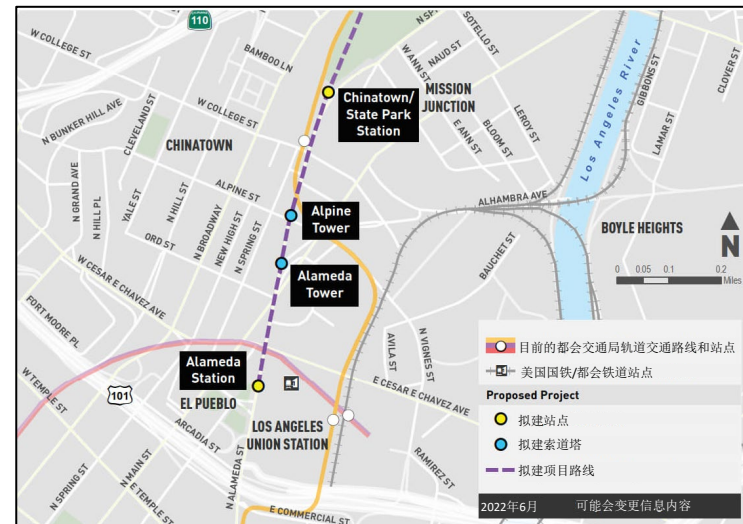 110
W COLLEGE ST
BAMBOO LN
N SP
SOTELLO ST
NAUD ST
W ANN ST
MISSION
JUNCTION
LEROY ST
BLOOM ST
E ANN ST
Chinatown/
State Park
Station
N BUNKER HILL AVE
CLEVELAND ST
W COLLEGE ST
CHINATOWN
GIBBONS ST
CLOVER ST
LAMAR ST
Los Angeles River
N GRAND AVE
N HILL PL
YALE ST
N HILL ST
ALPINE ST
N BROADWAY
NEW HIGH ST
N SPRING ST
ORD ST
Alpine
Tower
Alameda
Tower
ALHAMBRA AVE
BAUCHET ST
BOYLE HEIGHTS
N
0 0.05 0.1 0.2
Miles
W CESAR E CHAVEZ AVE
FORT MOORE PL
W TEMPLE ST
101
Alameda
Station
EL PUEBLO
LOS ANGELES
UNION STATION
AVILA ST
N VIGNES ST
E CESAR E CHAVEZ AVE
RAMIREZ ST
ARCADIA ST
N ALAMEDA ST
N MAIN ST
N SPRING ST
E TEMPLE ST
E COMMERCIAL ST
目前的都会交通局轨道交通路线和站点
美国国铁/都会铁道站点
Proposed Project
拟建站点
拟建索道塔
拟建项目路线
2022年6月 可能会变更信息内容